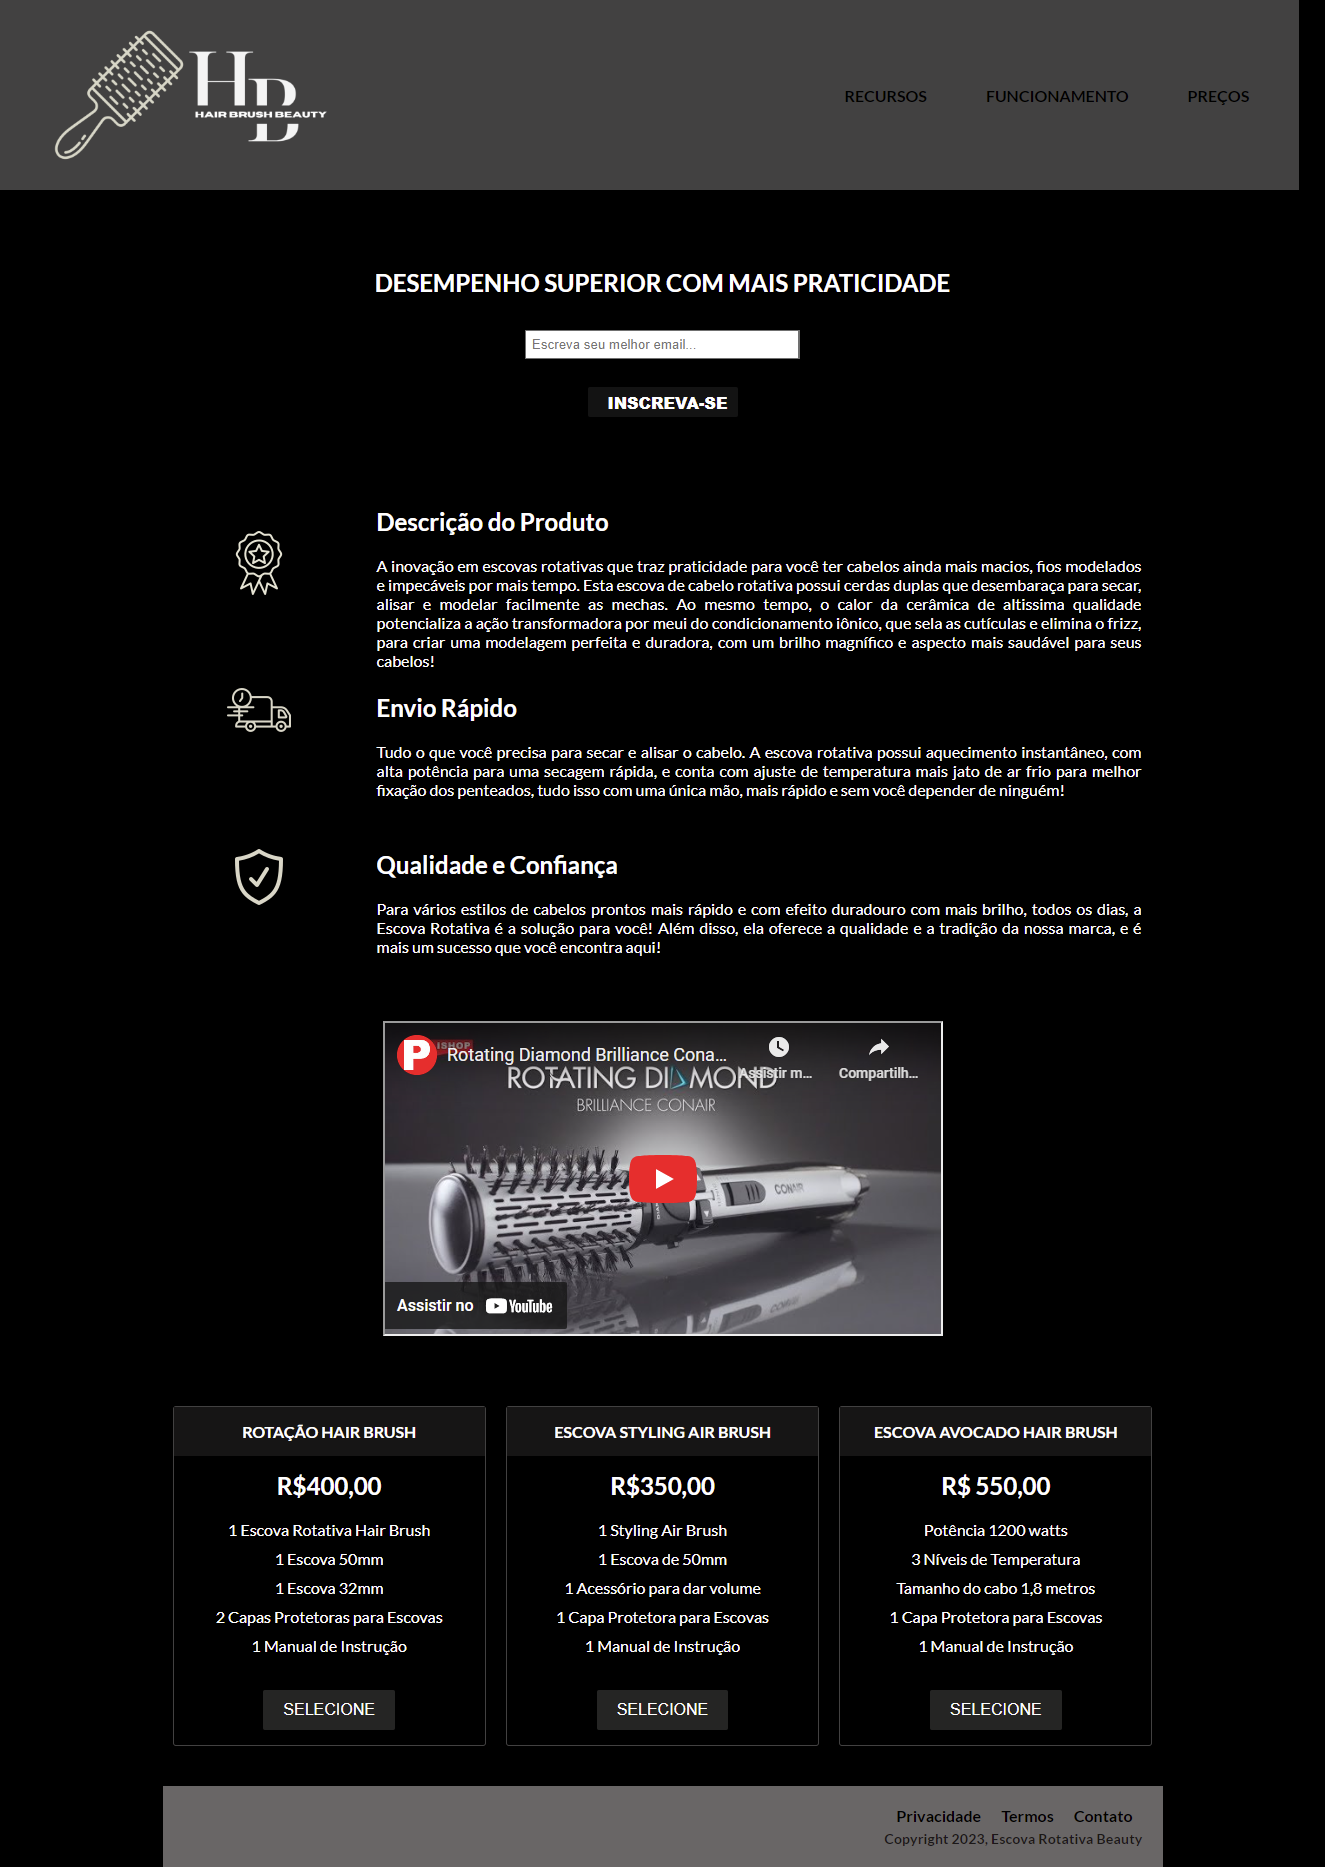 HB
HAIR BRUSH BEAUTY
RECURSOS
FUNCIONAMENTO
PREÇOS
DESEMPENHO SUPERIOR COM MAIS PRATICIDADE
Escreva seu melhor email...
INSCREVA-SE
Descrição do Produto
A inovação em escovas rotativas que traz praticidade para você ter cabelos ainda mais macios, fios modelados
e impecáveis por mais tempo. Esta escova de cabelo rotativa possui cerdas duplas que desembaraça para secar,
alisar e modelar facilmente as mechas. Ao mesmo tempo, o calor da cerâmica de altissima qualidade
potencializa a ação transformadora por meui do condicionamento iônico, que sela as cutículas e elimina o frizz,
para criar uma modelagem perfeita e duradora, com um brilho magnífico e aspecto mais saudável para seus
cabelos!
Envio Rápido
Tudo o que você precisa para secar e alisar o cabelo. A escova rotativa possui aquecimento instantâneo, com
alta potência para uma secagem rápida, e conta com ajuste de temperatura mais jato de ar frio para melhor
fixação dos penteados, tudo isso com uma única mão, mais rápido e sem você depender de ninguém!
Qualidade e Confiança
Para vários estilos de cabelos prontos mais rápido e com efeito duradouro com mais brilho, todos os dias, a
Escova Rotativa é a solução para você! Além disso, ela oferece a qualidade e a tradição da nossa marca, e é
mais um sucesso que você encontra aqui!
P
ISHOP
Rotating Diamond Brilliance Cona...
Assistir m...
Compartilh...
ROTATING DIAMOND
BRILLIANCE CONAIR
CONAIR
Assistir no YouTube
ROTAÇÃO HAIR BRUSH
R$400,00
1 Escova Rotativa Hair Brush
1 Escova 50mm
1 Escova 32mm
2 Capas Protetoras para Escovas
1 Manual de Instrução
SELECIONE
ESCOVA STYLING AIR BRUSH
R$350,00
1 Styling Air Brush
1 Escova de 50mm
1 Acessório para dar volume
1 Capa Protetora para Escovas
1 Manual de Instrução
SELECIONE
ESCOVA AVOCADO HAIR BRUSH
R$ 550,00
Potência 1200 watts
3 Níveis de Temperatura
Tamanho do cabo 1,8 metros
1 Capa Protetora para Escovas
1 Manual de Instrução
SELECIONE
Privacidade
Termos
Contato
Copyright 2023, Escova Rotativa Beauty